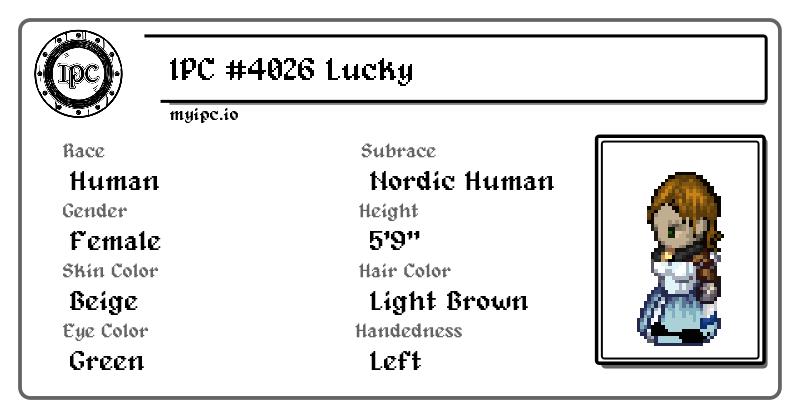 IPC
IPC #4026 Lucky
myipc.io
Race
Human
Subrace
Nordic Human
Gender
Female
Height
5'9"
Skin Color
Beige
Hair Color
Light Brown
Eye Color
Green
Handedness
Left